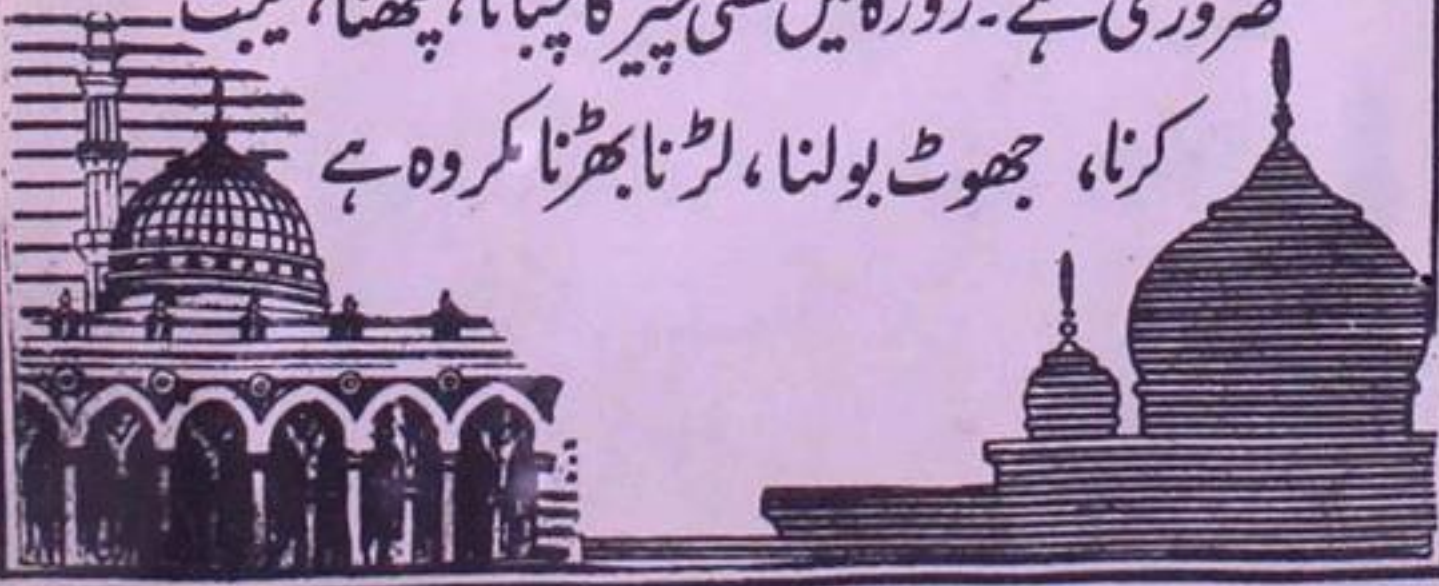 ضروری ہے۔ روزہ میں کسی چیز کا چبانا، چکھنا، غیبت
کرنا، جھوٹ بولنا، لڑنا بھڑنا مکروہ ہے